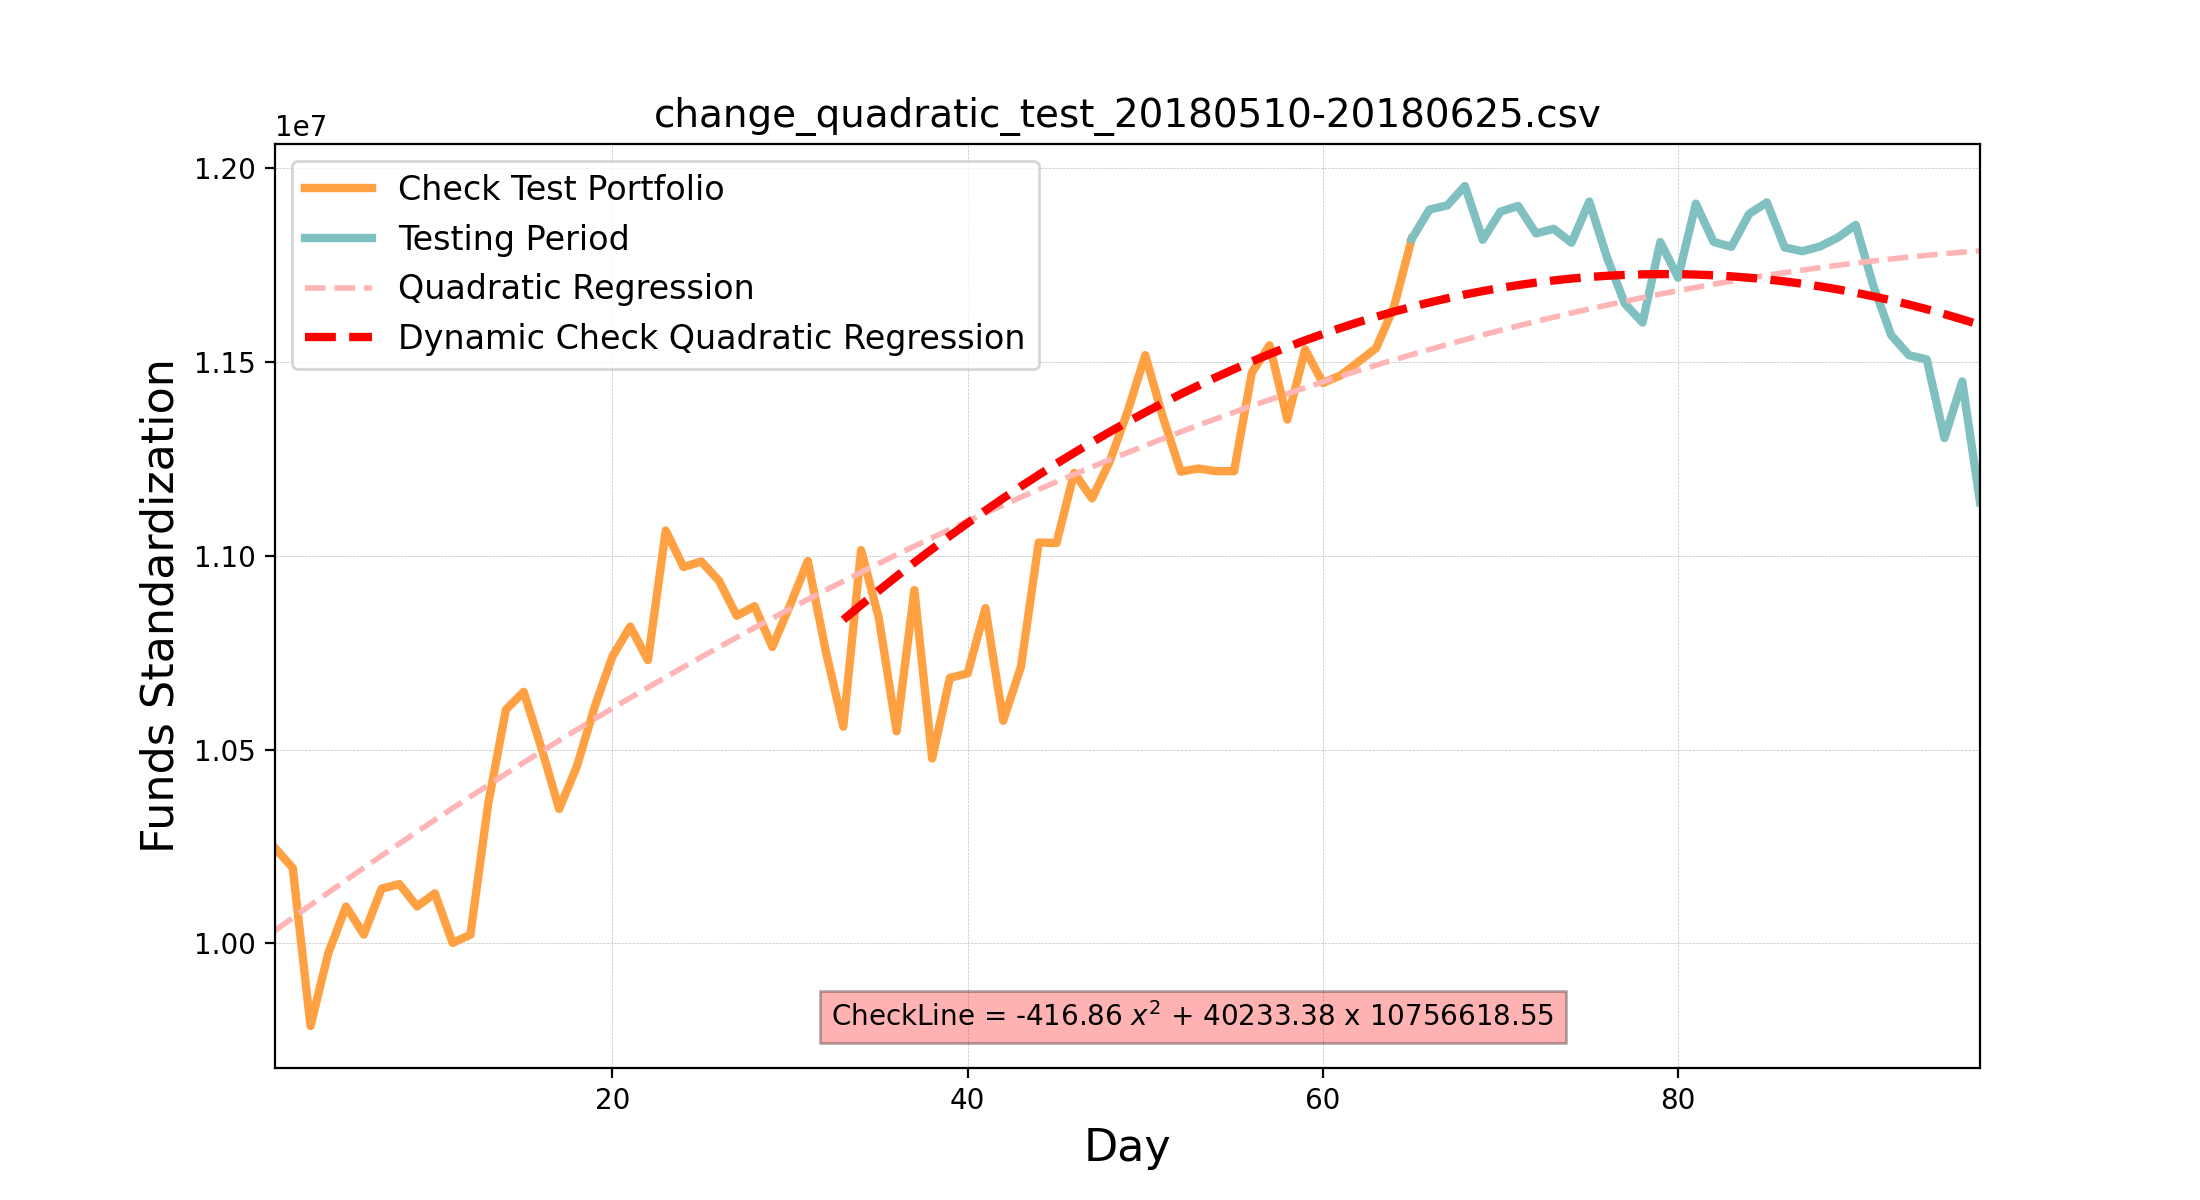 change_quadratic_test_20180510-20180625.csv
1e7
1.20
1.15
1.10
1.05
1.00
Funds Standardization
Check Test Portfolio
Testing Period
Quadratic Regression
Dynamic Check Quadratic Regression
CheckLine = -416.86 x² + 40233.38 x 10756618.55
20 40 60 80
Day